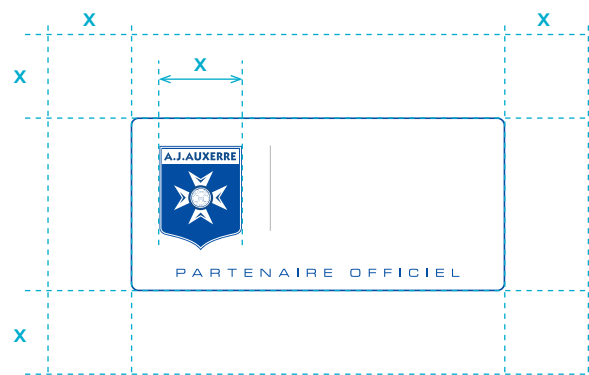 X X
X
X
A.J.AUXERRE
PARTENAIRE OFFICIEL
X